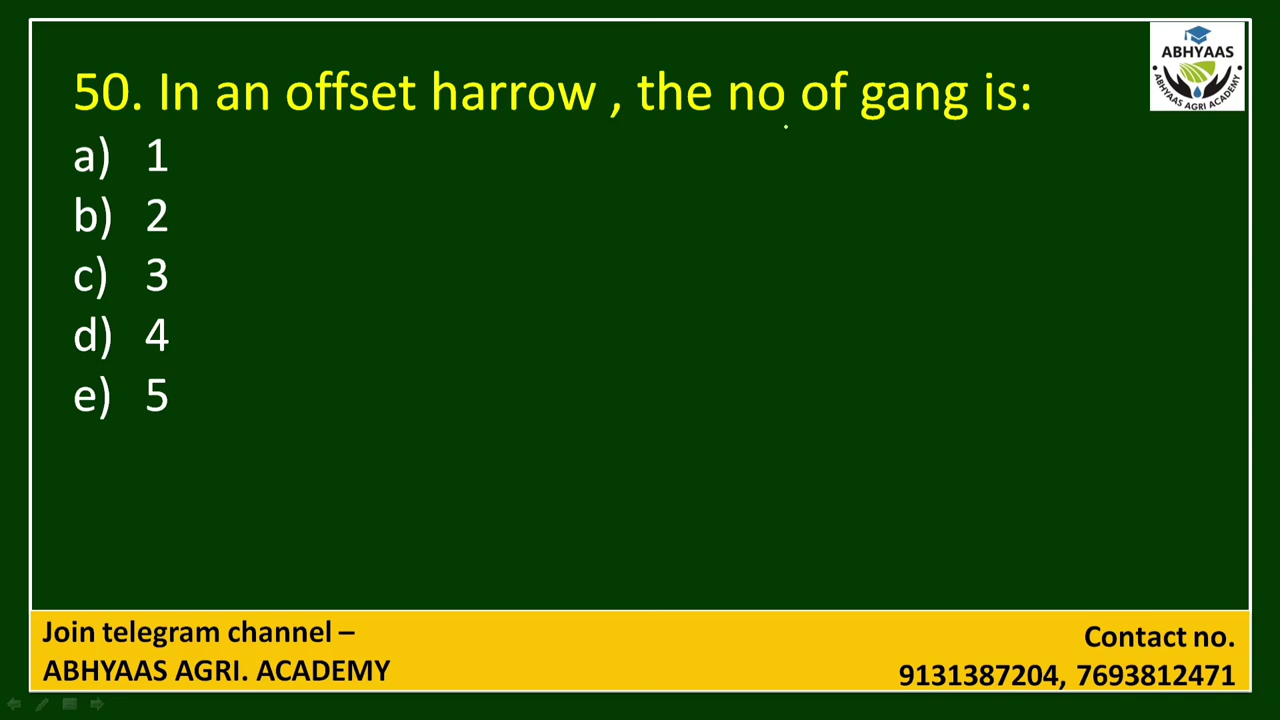 ABHYAAS
ABHYAAS AGRI ACADEMY
50. In an offset harrow , the no of gang is:
a) 1
b) 2
c) 3
d) 4
e) 5
Join telegram channel –
ABHYAAS AGRI. ACADEMY
Contact no.
9131387204, 7693812471